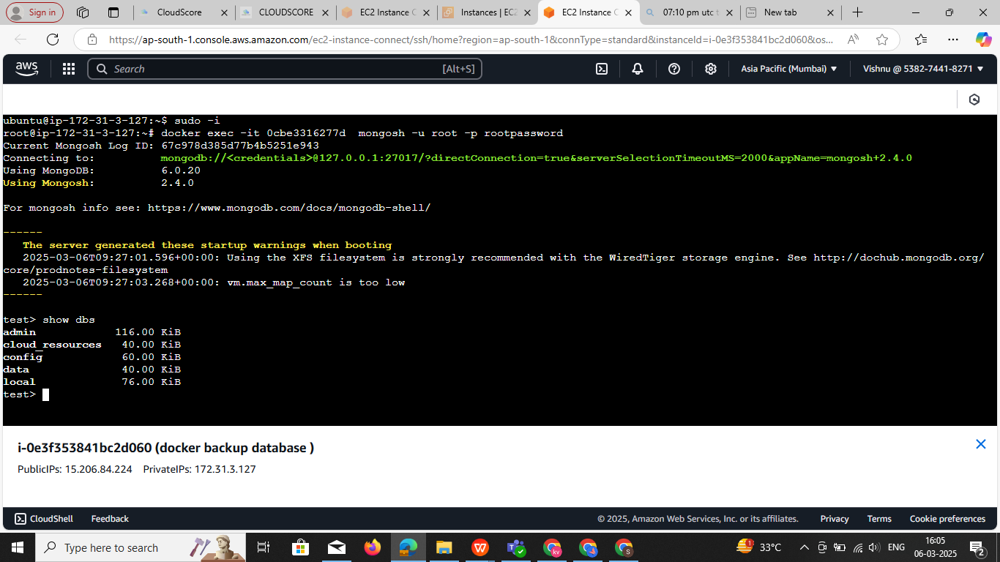 Sign in
CloudScore
CLOUDSCORE
EC2 Instance C
Instances | EC2
EC2 Instance C
07:10 pm utc t
New tab
https://ap-south-1.console.aws.amazon.com/ec2-instance-connect/ssh/home?region=ap-south-1&connType=standard&instanceId=i-0e3f353841bc2d060&os...
aws
Search
[Alt+S]
Asia Pacific (Mumbai)
Vishnu @ 5382-7441-8271
ubuntu@ip-172-31-3-127:~$ sudo -i
root@ip-172-31-3-127:~# docker exec -it 0cbe3316277d  mongosh -u root -p rootpassword
Current Mongosh Log ID: 67c978d385d77b4b5251e943
Connecting to:          mongodb://<credentials>@127.0.0.1:27017/?directConnection=true&serverSelectionTimeoutMS=2000&appName=mongosh+2.4.0
Using MongoDB:          6.0.20
Using Mongosh:          2.4.0
For mongosh info see: https://www.mongodb.com/docs/mongodb-shell/
------
The server generated these startup warnings when booting
2025-03-06T09:27:01.596+00:00: Using the XFS filesystem is strongly recommended with the WiredTiger storage engine. See http://dochub.mongodb.org/
core/prodnotes-filesystem
2025-03-06T09:27:03.268+00:00: vm.max_map_count is too low
------
test> show dbs
admin            116.00 KiB
cloud_resources   40.00 KiB
config            60.00 KiB
data              40.00 KiB
local             76.00 KiB
test>
i-0e3f353841bc2d060 (docker backup database )
PublicIPs: 15.206.84.224    PrivateIPs: 172.31.3.127
CloudShell
Feedback
© 2025, Amazon Web Services, Inc. or its affiliates.
Privacy
Terms
Cookie preferences
Type here to search
33°C
ENG
16:05
06-03-2025
2